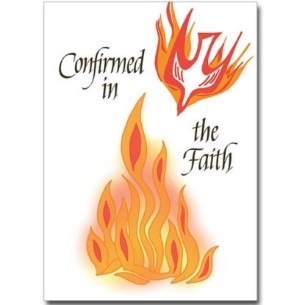 Confirmed
in
the
Faith